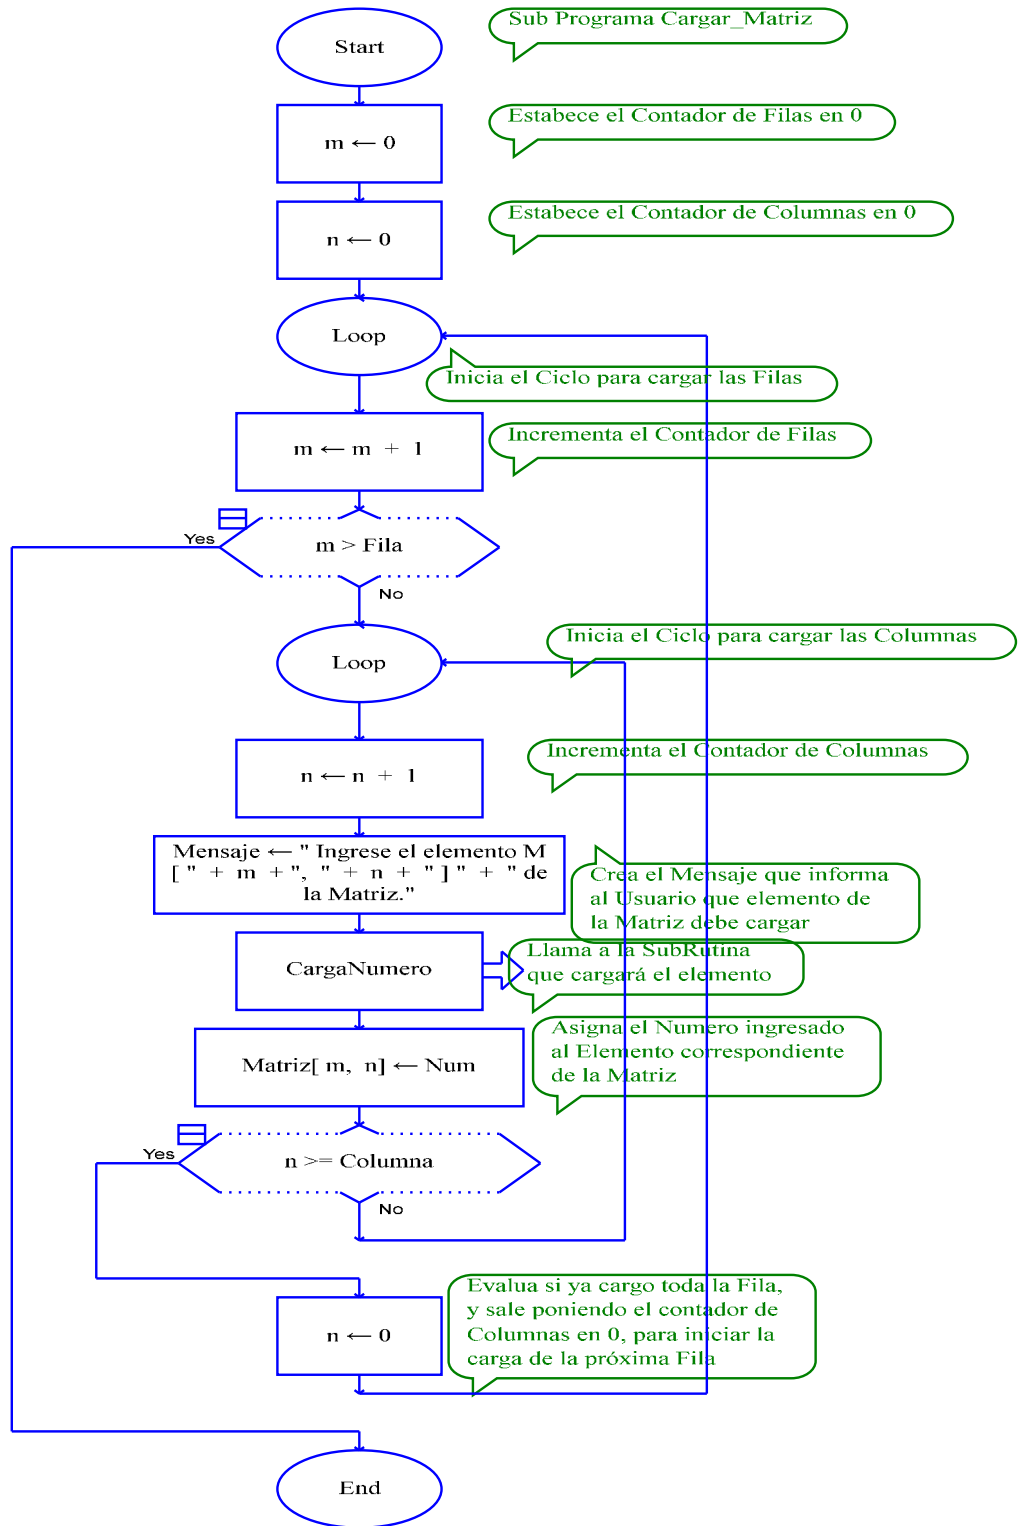 Start
Sub Programa Cargar_Matriz
m ← 0
Estabece el Contador de Filas en 0
n ← 0
Estabece el Contador de Columnas en 0
Loop
Inicia el Ciclo para cargar las Filas
m ← m + 1
Incrementa el Contador de Filas
Yes
m > Fila
No
Loop
Inicia el Ciclo para cargar las Columnas
n ← n + 1
Incrementa el Contador de Columnas
Mensaje ← " Ingrese el elemento M
[ " + m + ", " + n + " ] " + " de
la Matriz."
Crea el Mensaje que informa
al Usuario que elemento de
la Matriz debe cargar
CargaNumero
Llama a la SubRutina
que cargará el elemento
Matriz[ m, n] ← Num
Asigna el Numero ingresado
al Elemento correspondiente
de la Matriz
Yes
n >= Columna
No
n ← 0
Evalua si ya cargo toda la Fila,
y sale poniendo el contador de
Columnas en 0, para iniciar la
carga de la próxima Fila
End